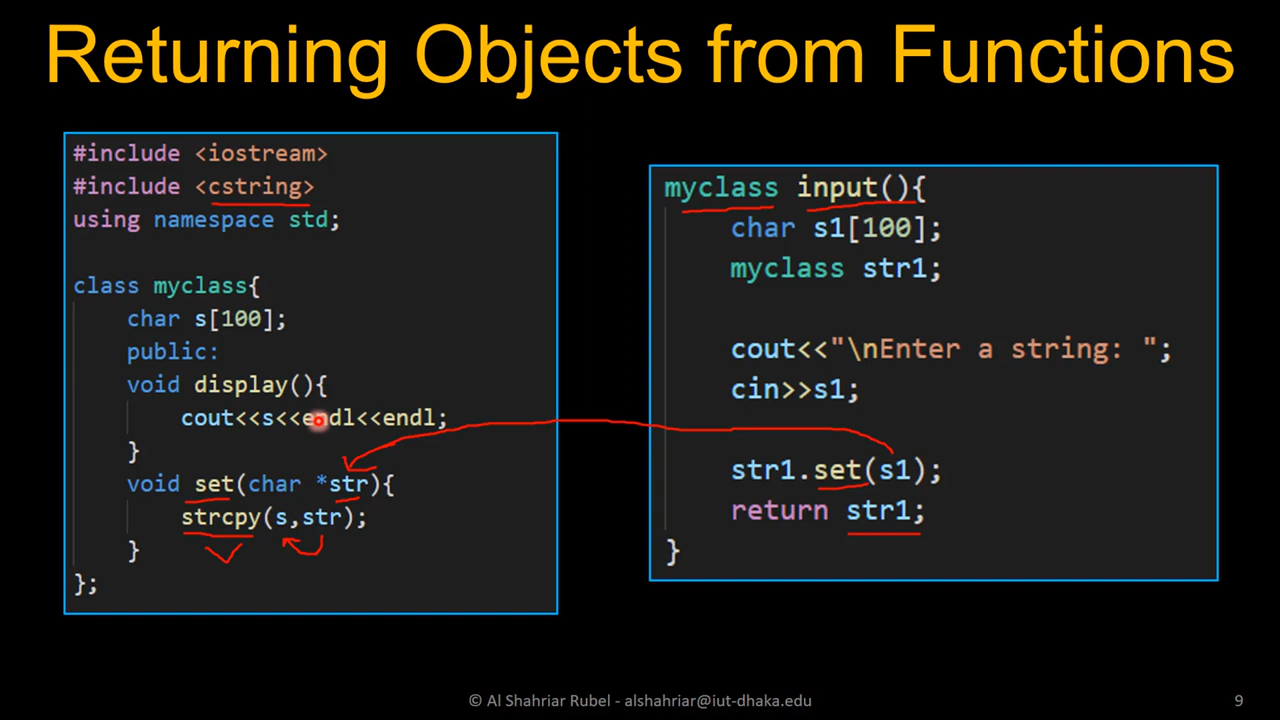 Returning Objects from Functions
#include <iostream>
#include <cstring>
using namespace std;
class myclass{
char s[100];
public:
void display(){
cout<<s<<endl<<endl;
}
void set(char *str){
strcpy(s,str);
}
};
myclass input(){
char s1[100];
myclass str1;
cout<<"\nEnter a string: ";
cin>>s1;
str1.set(s1);
return str1;
}
© Al Shahriar Rubel - alshahriar@iut-dhaka.edu
9